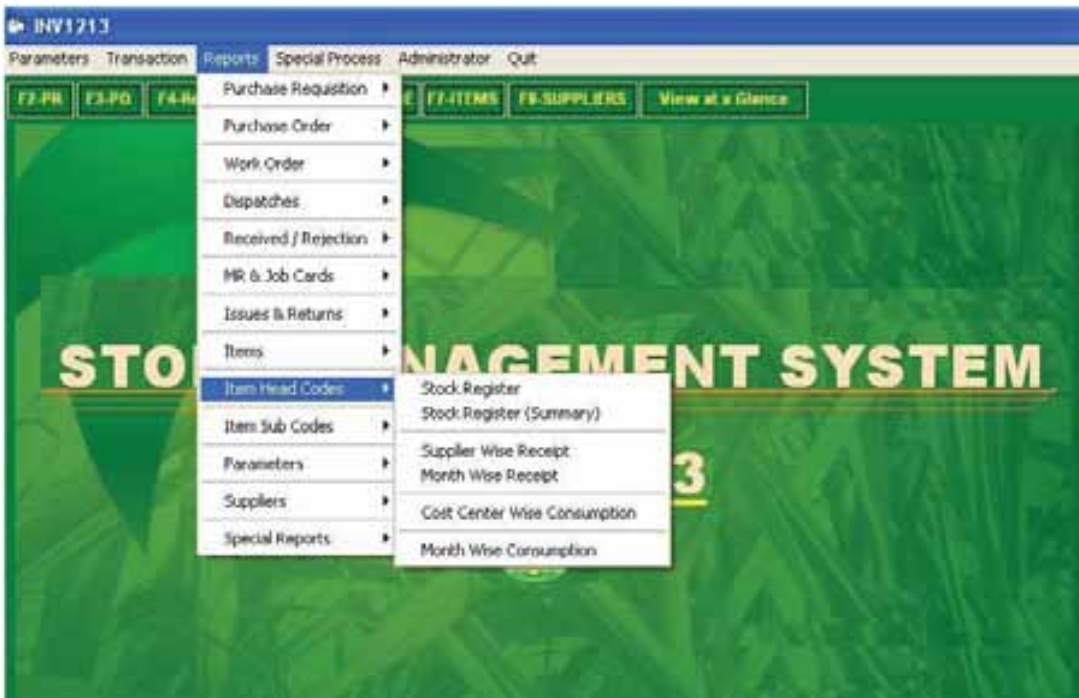 INV1213
Parameters Transaction Reports Special Process Administrator Quit
F2-PR F3-PO F7-ITEMS F8-SUPPLIERS View at a Glance
Purchase Requisition
Purchase Order
Work Order
Dispatches
Received / Rejection
MR & Job Cards
Issues & Returns
Items
Item Head Codes
Item Sub Codes
Parameters
Suppliers
Special Reports
Stock Register
Stock Register (Summary)
Supplier Wise Receipt
Month Wise Receipt
Cost Center Wise Consumption
Month Wise Consumption
STO NAGEMENT SYSTEM
3